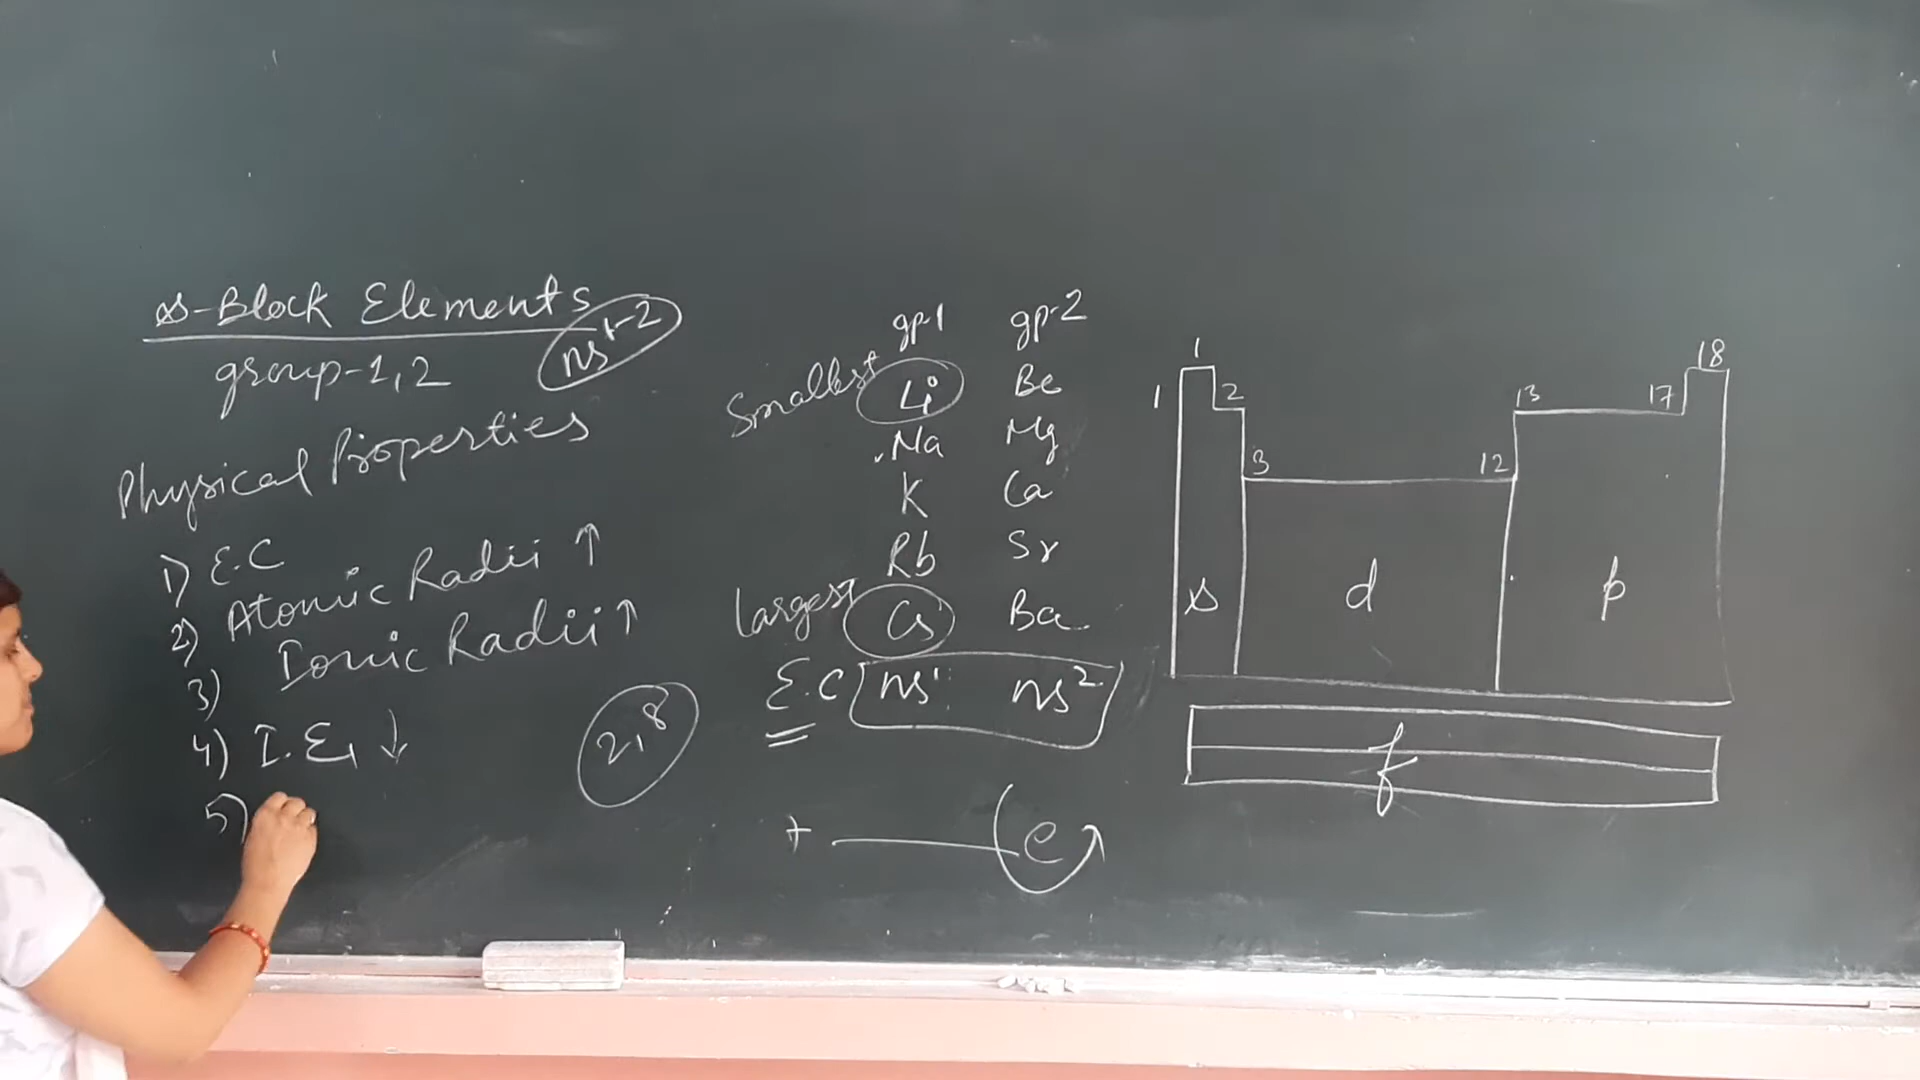 s-Block Elements
group-1,2
ns1-2
Physical Properties
1) E.C
2) Atomic Radii ↑
3) Ionic Radii ↑
4) I.E1 ↓
5)
2,8
gp-1 gp-2
Smallest Li Be
Na Mg
K Ca
Rb Sr
largest Cs Ba
E.C ns1 ns2
+ e
1 18
1 2 13 17
3 12
s d p
f